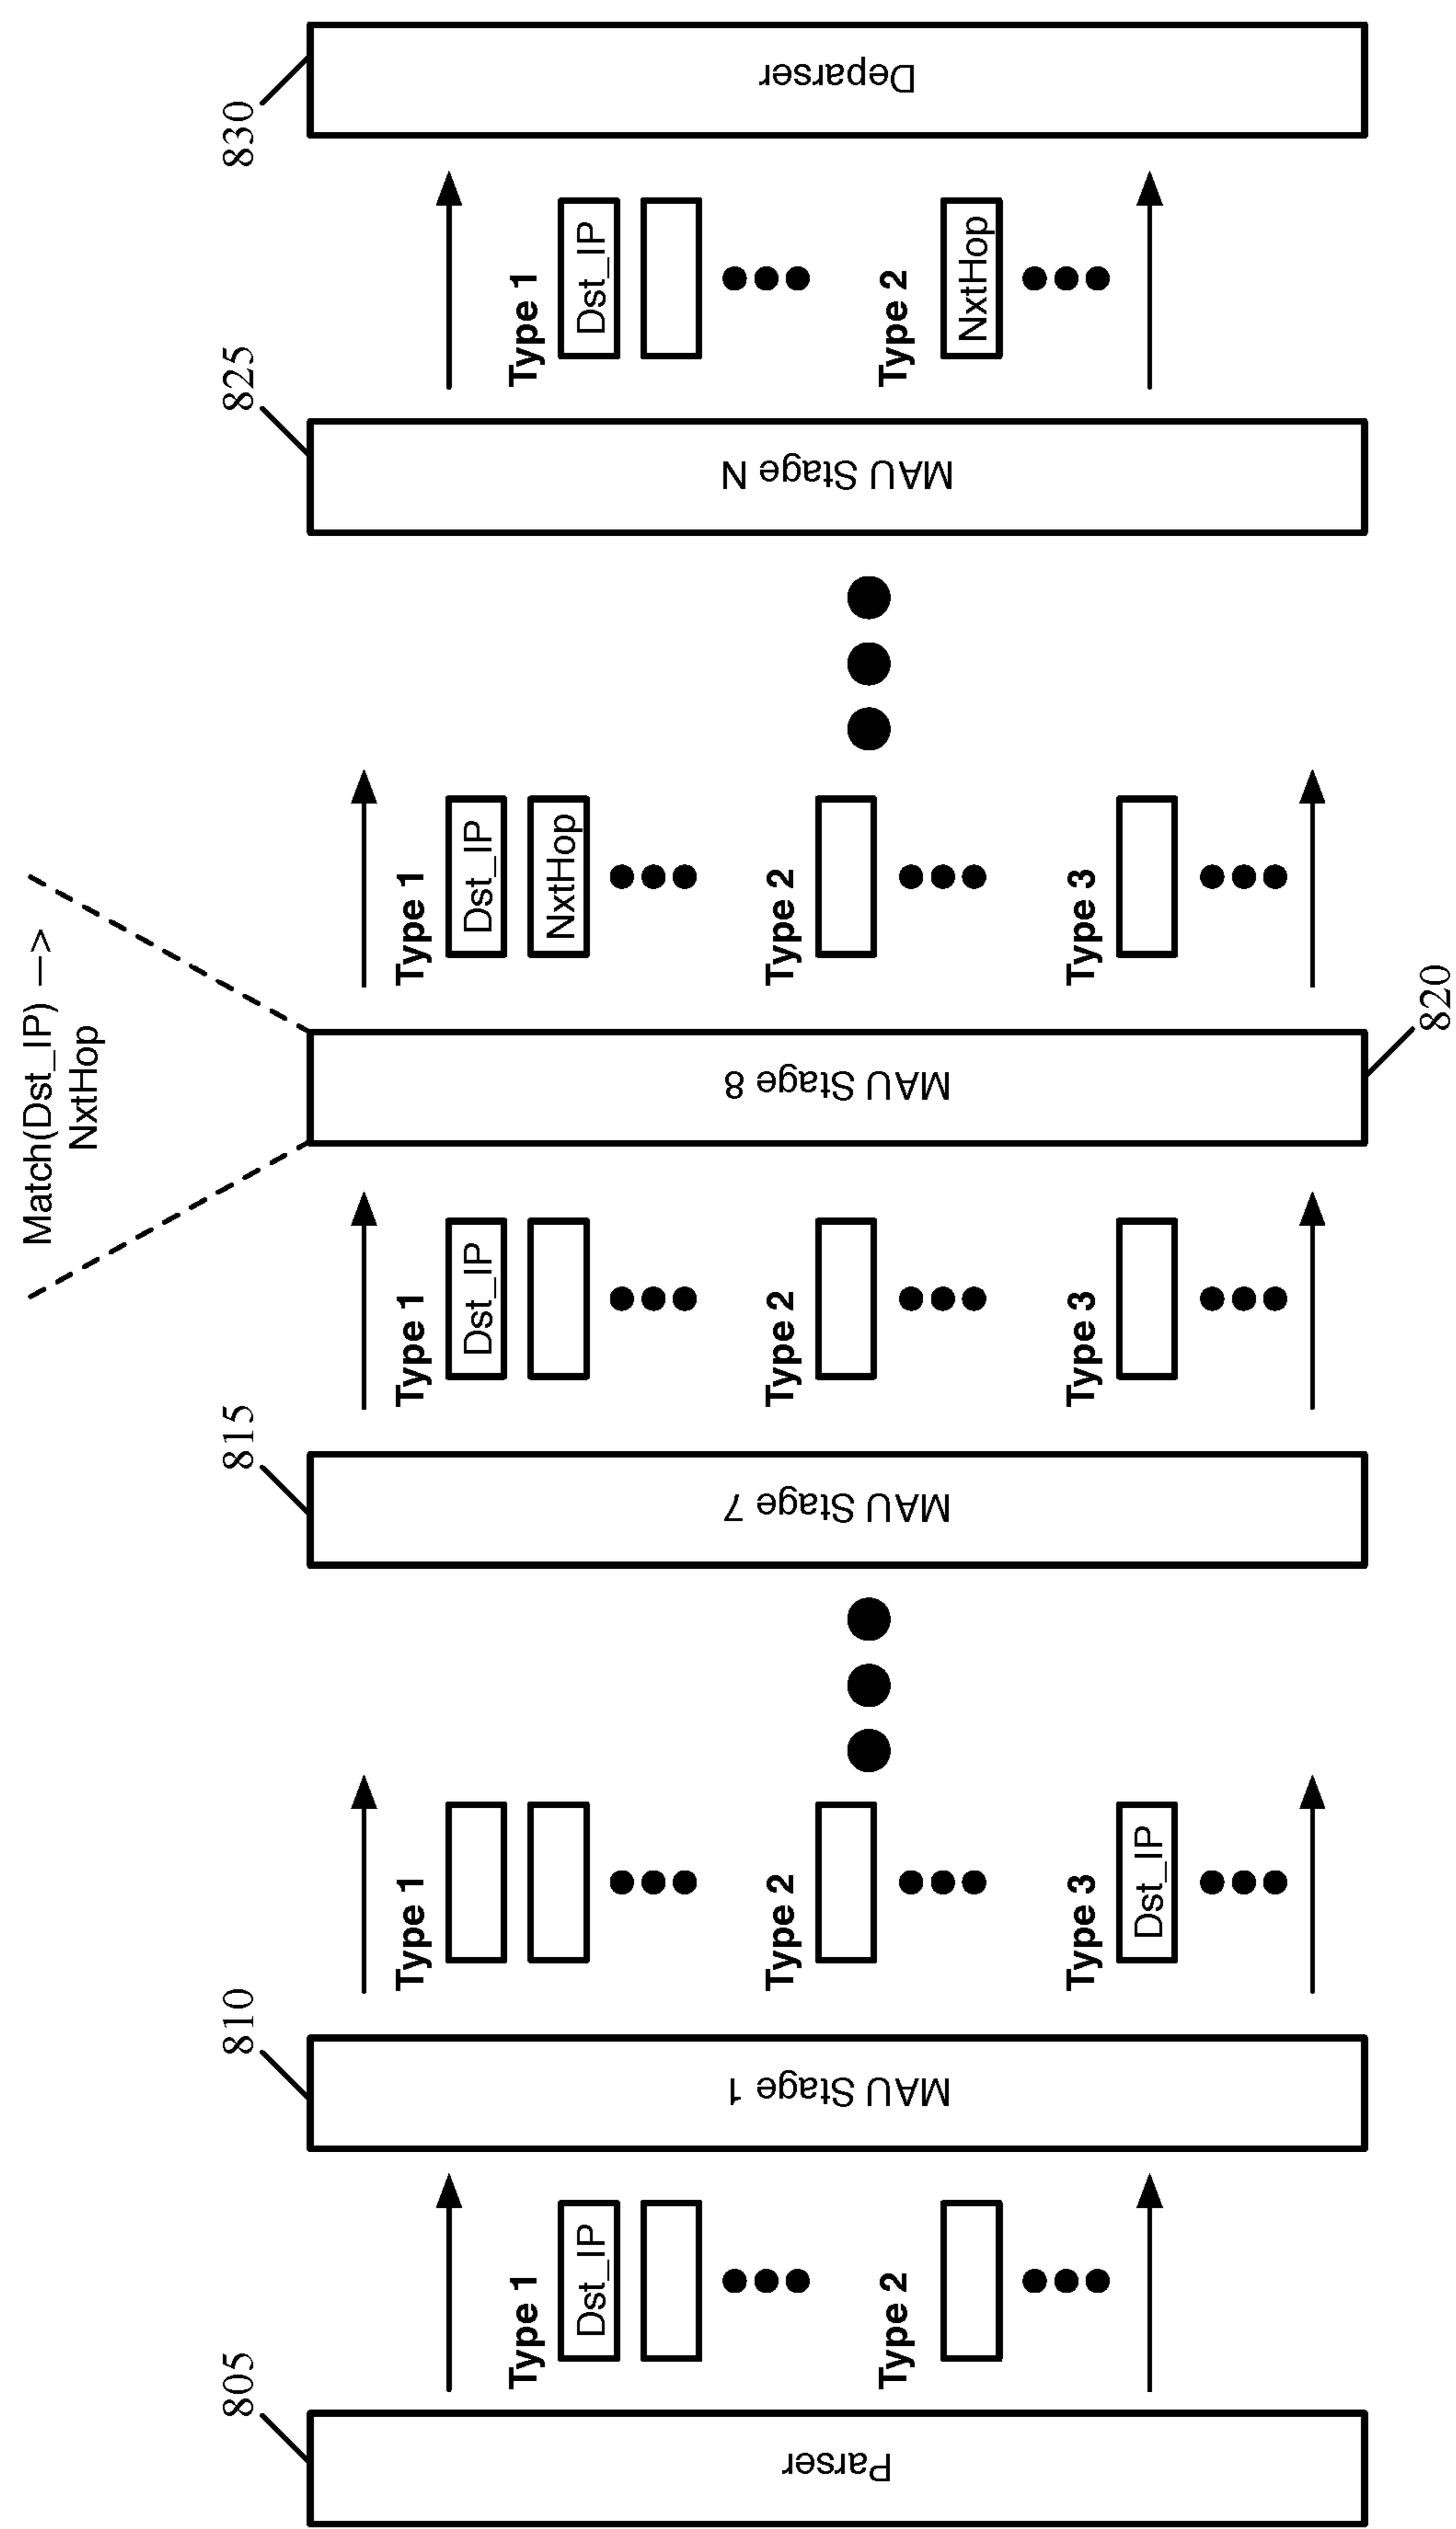 Match(Dst_IP) —>
NxtHop
805
Parser
Type 1
Dst_IP
Type 2
810
MAU Stage 1
Type 1
Type 2
Type 3
Dst_IP
815
MAU Stage 7
Type 1
Dst_IP
Type 2
Type 3
820
MAU Stage 8
Type 1
Dst_IP
NxtHop
Type 2
Type 3
825
MAU Stage N
Type 1
Dst_IP
Type 2
NxtHop
830
Deparser